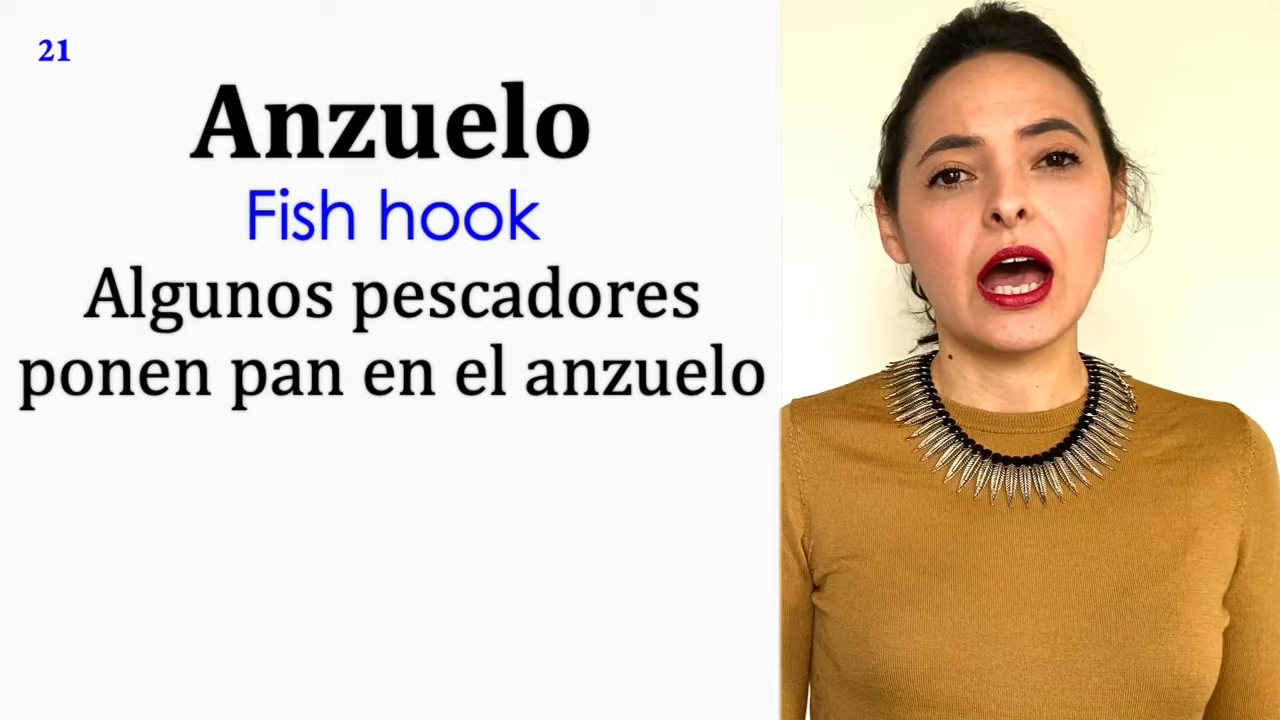 21
Anzuelo
Fish hook
Algunos pescadores
ponen pan en el anzuelo